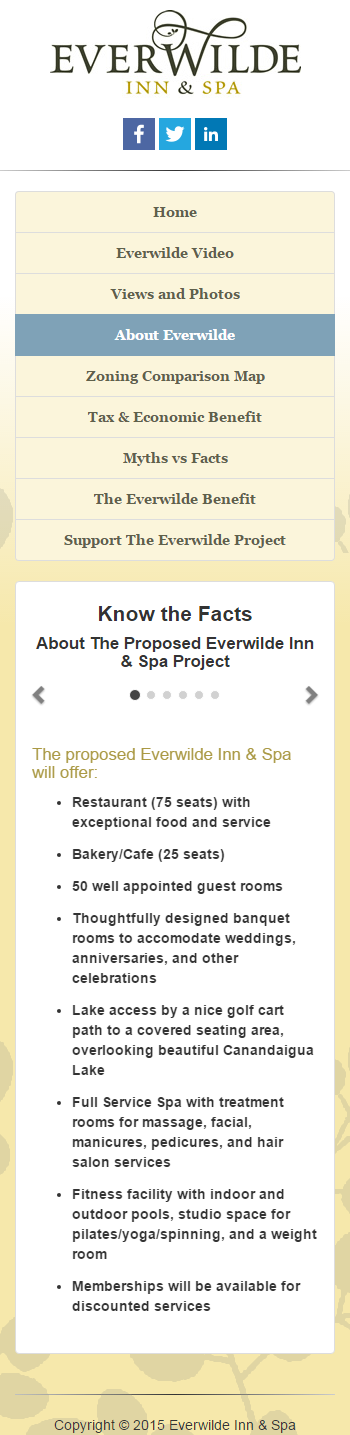 EVERWILDE
INN & SPA
Home
Everwilde Video
Views and Photos
About Everwilde
Zoning Comparison Map
Tax & Economic Benefit
Myths vs Facts
The Everwilde Benefit
Support The Everwilde Project
Know the Facts
About The Proposed Everwilde Inn
& Spa Project
The proposed Everwilde Inn & Spa
will offer:
• Restaurant (75 seats) with
exceptional food and service
• Bakery/Cafe (25 seats)
• 50 well appointed guest rooms
• Thoughtfully designed banquet
rooms to accomodate weddings,
anniversaries, and other
celebrations
• Lake access by a nice golf cart
path to a covered seating area,
overlooking beautiful Canandaigua
Lake
• Full Service Spa with treatment
rooms for massage, facial,
manicures, pedicures, and hair
salon services
• Fitness facility with indoor and
outdoor pools, studio space for
pilates/yoga/spinning, and a weight
room
• Memberships will be available for
discounted services
Copyright © 2015 Everwilde Inn & Spa